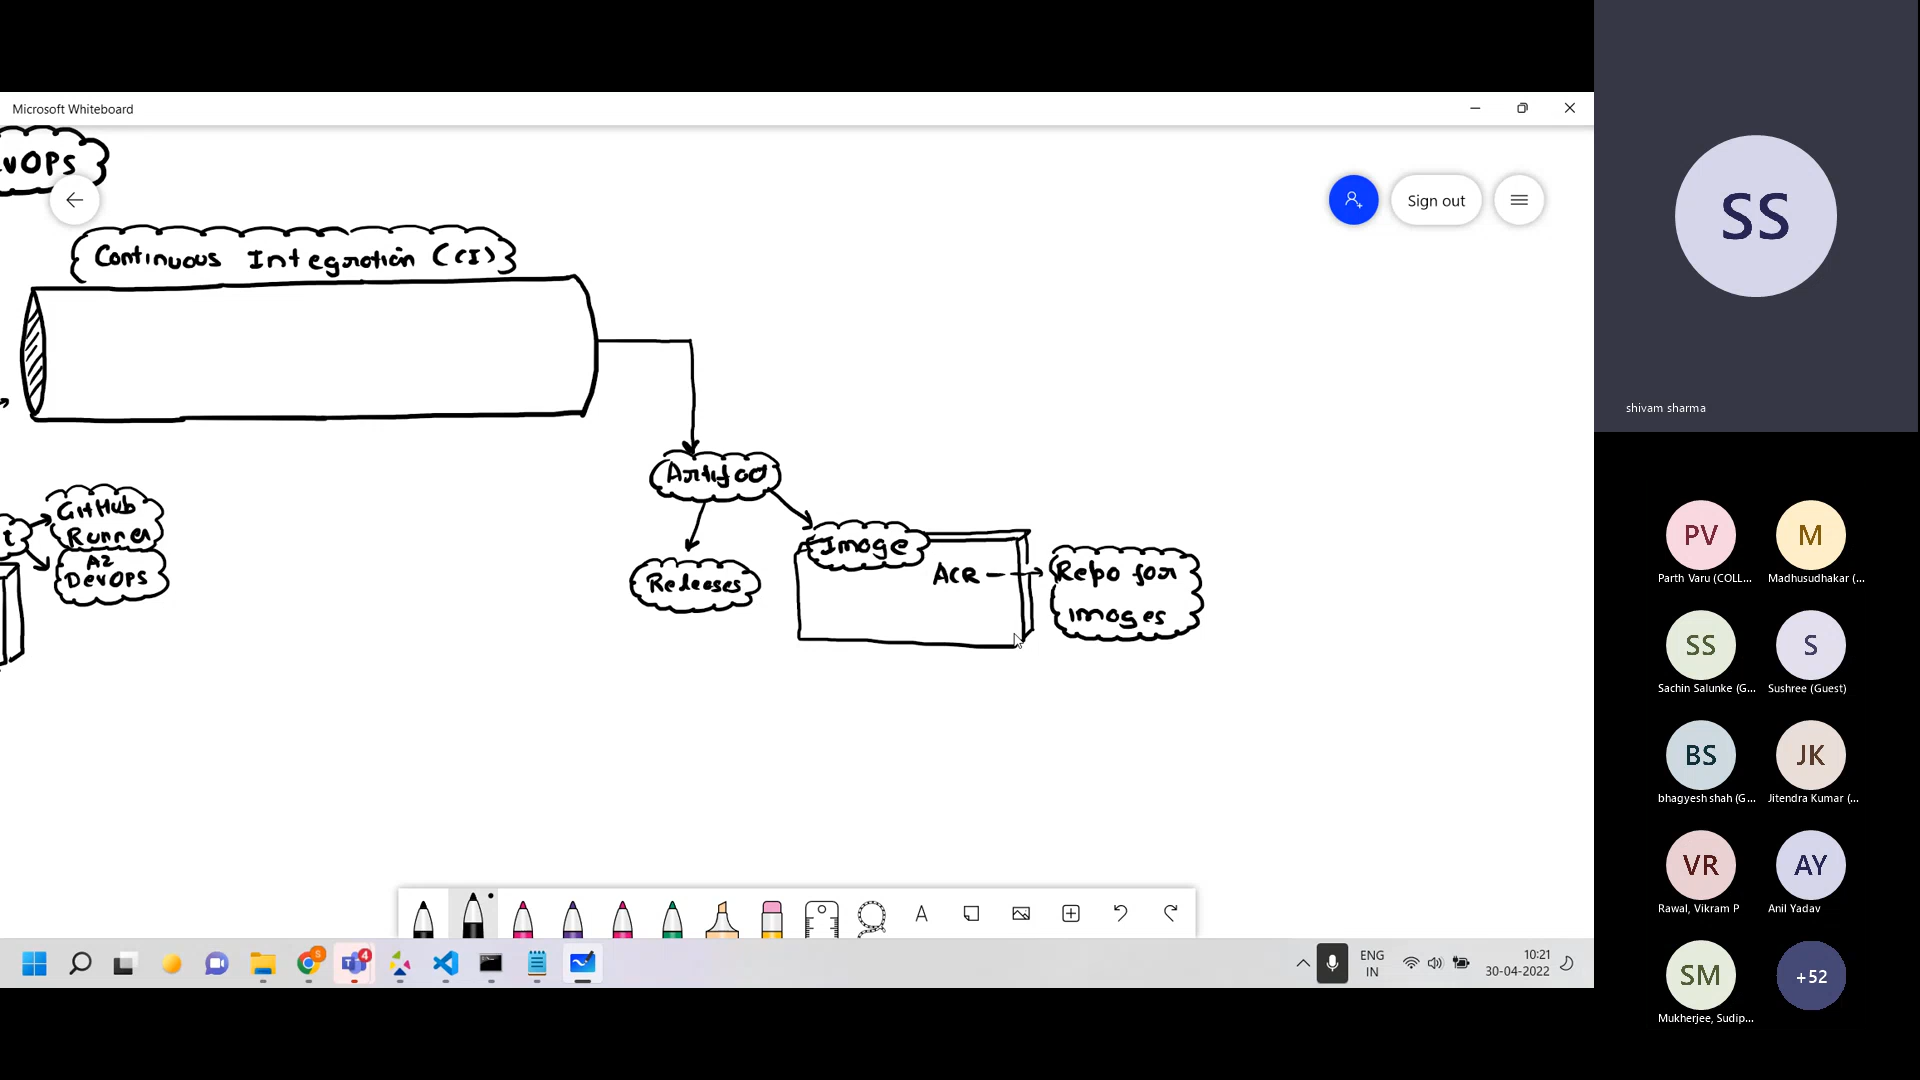 Microsoft Whiteboard
vOPs
Sign out
Continuous Integration (CI)
GitHub
Runner
AZ
DevOPs
t
Artifact
Releases
Image
ACR
Repo for
images
ENG
IN
10:21
30-04-2022
4
S
A
SS
shivam sharma
PV
M
Parth Varu (COLL...
Madhusudhakar (...
SS
S
Sachin Salunke (G...
Sushree (Guest)
BS
JK
bhagyesh shah (G...
Jitendra Kumar (...
VR
AY
Rawal, Vikram P
Anil Yadav
SM
+52
Mukherjee, Sudip...